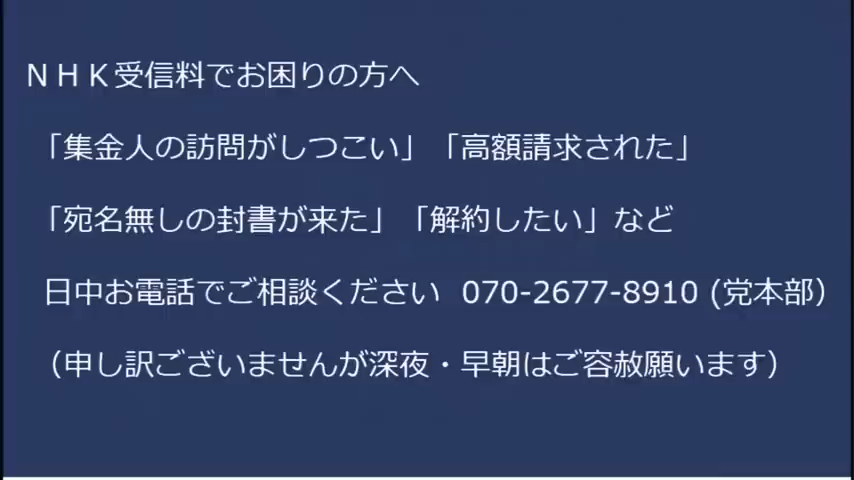 ＮＨＫ受信料でお困りの方へ
「集金人の訪問がしつこい」「高額請求された」
「宛名無しの封書が来た」「解約したい」など
日中お電話でご相談ください 070-2677-8910 (党本部）
（申し訳ございませんが深夜・早朝はご容赦願います）